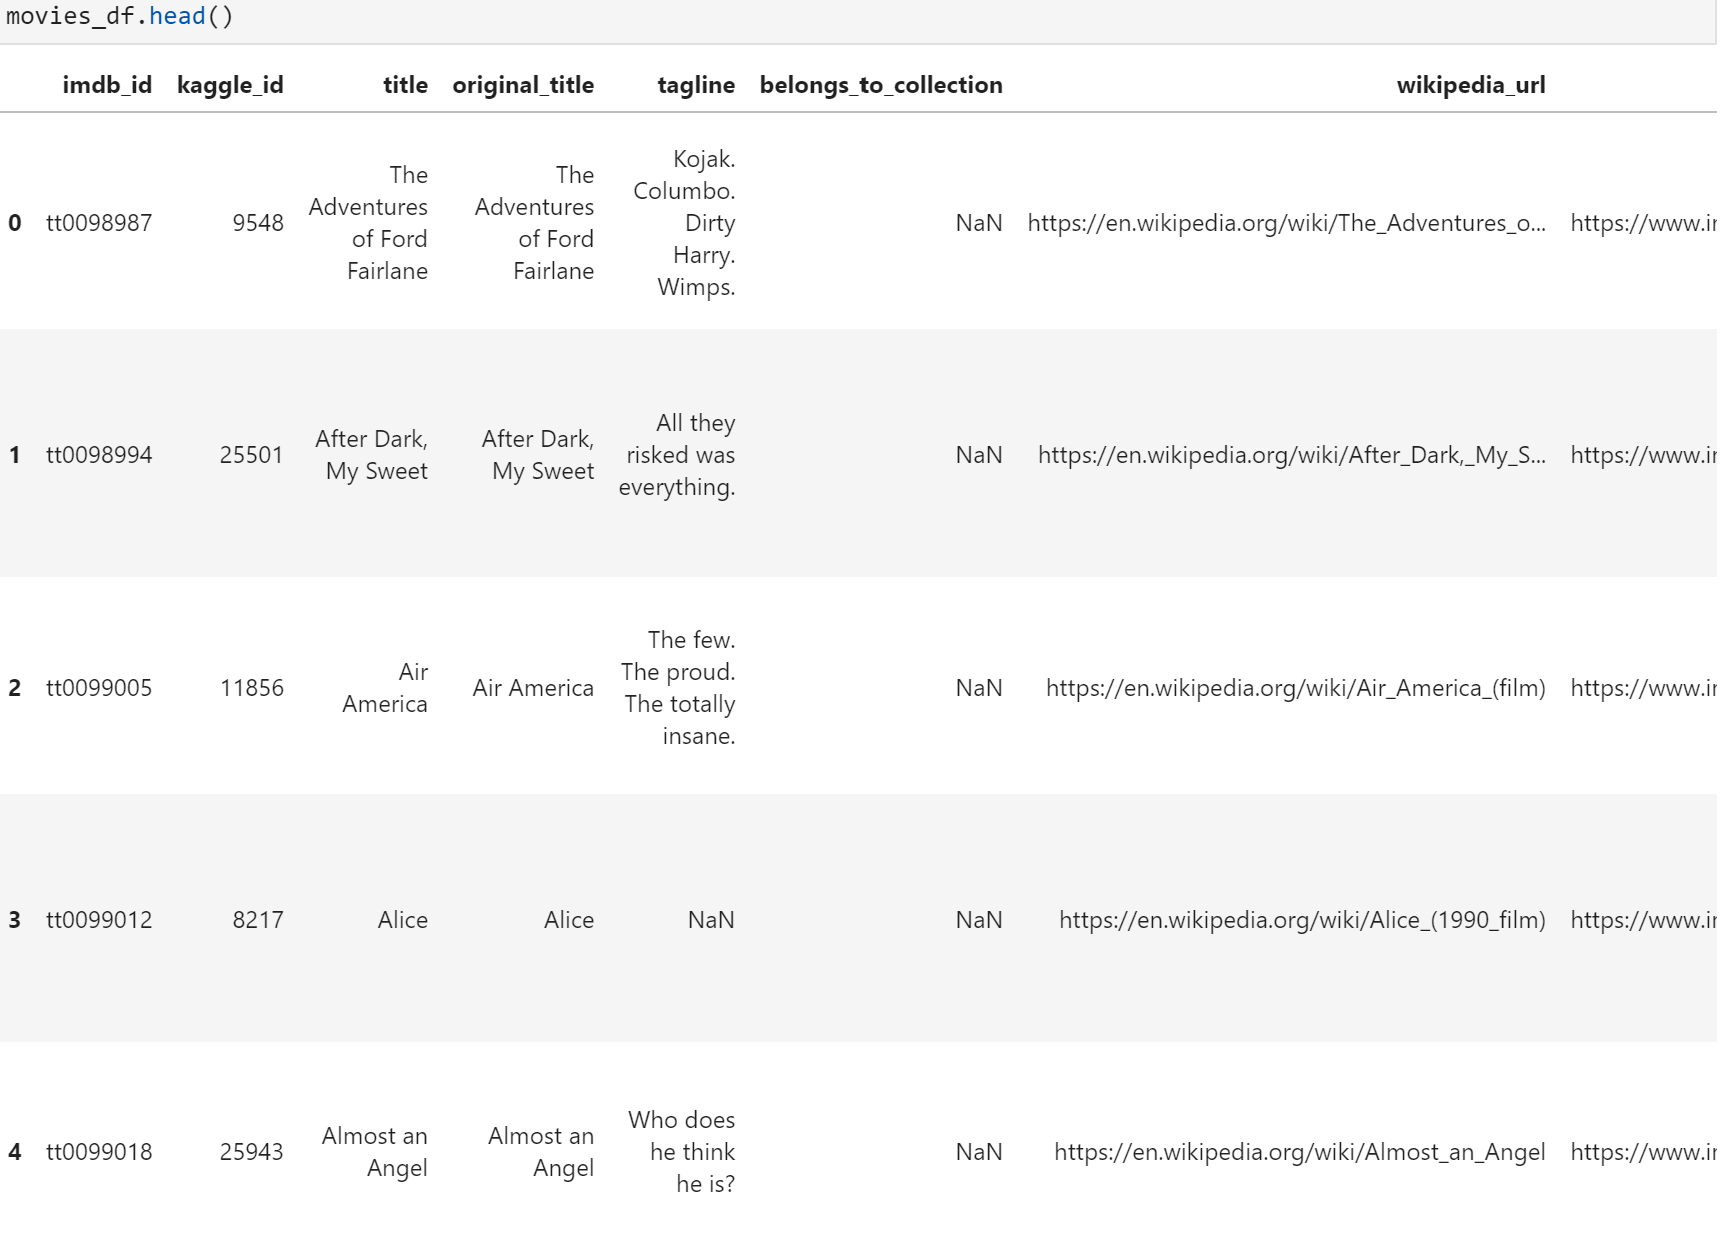 movies_df.head()
imdb_id kaggle_id title original_title tagline belongs_to_collection wikipedia_url
0 tt0098987 9548 The Adventures of Ford Fairlane The Adventures of Ford Fairlane Kojak. Columbo. Dirty Harry. Wimps. NaN https://en.wikipedia.org/wiki/The_Adventures_o... https://www.ir
1 tt0098994 25501 After Dark, My Sweet After Dark, My Sweet All they risked was everything. NaN https://en.wikipedia.org/wiki/After_Dark,_My_S... https://www.ir
2 tt0099005 11856 Air America Air America The few. The proud. The totally insane. NaN https://en.wikipedia.org/wiki/Air_America_(film) https://www.ir
3 tt0099012 8217 Alice Alice NaN NaN https://en.wikipedia.org/wiki/Alice_(1990_film) https://www.ir
4 tt0099018 25943 Almost an Angel Almost an Angel Who does he think he is? NaN https://en.wikipedia.org/wiki/Almost_an_Angel https://www.ir